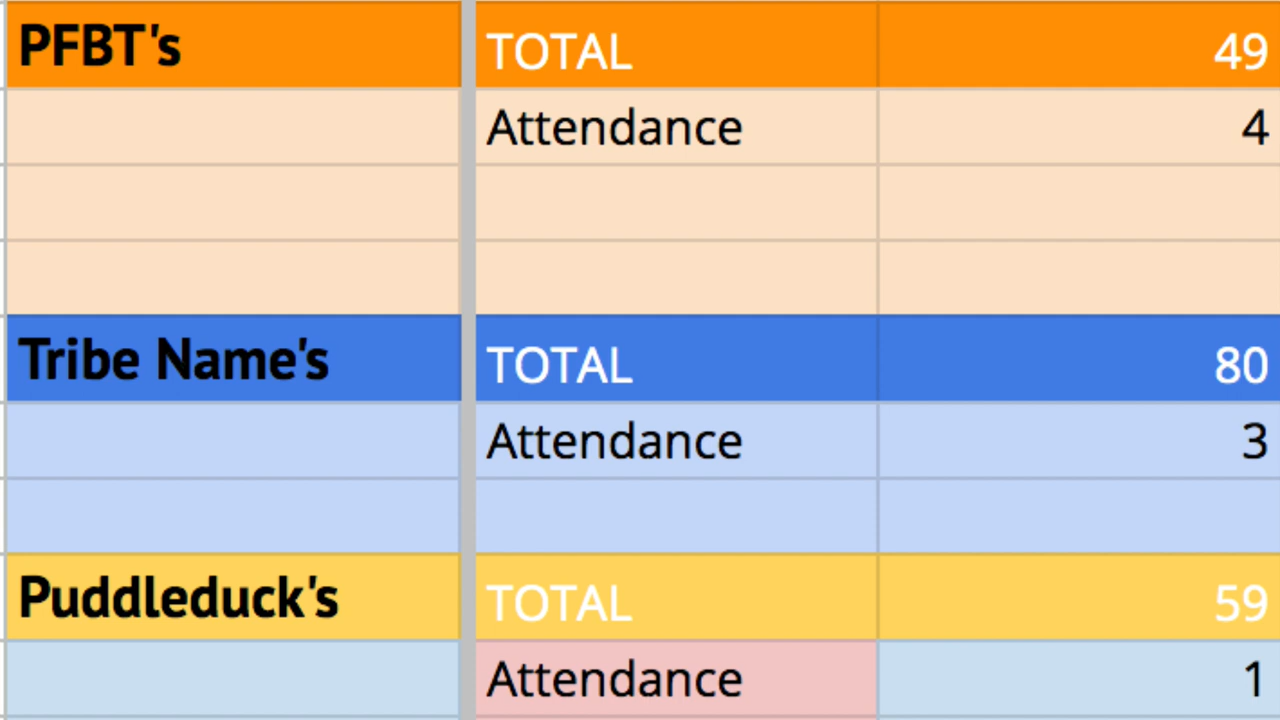 PFBT's TOTAL 49
Attendance 4
Tribe Name's TOTAL 80
Attendance 3
Puddleduck's TOTAL 59
Attendance 1